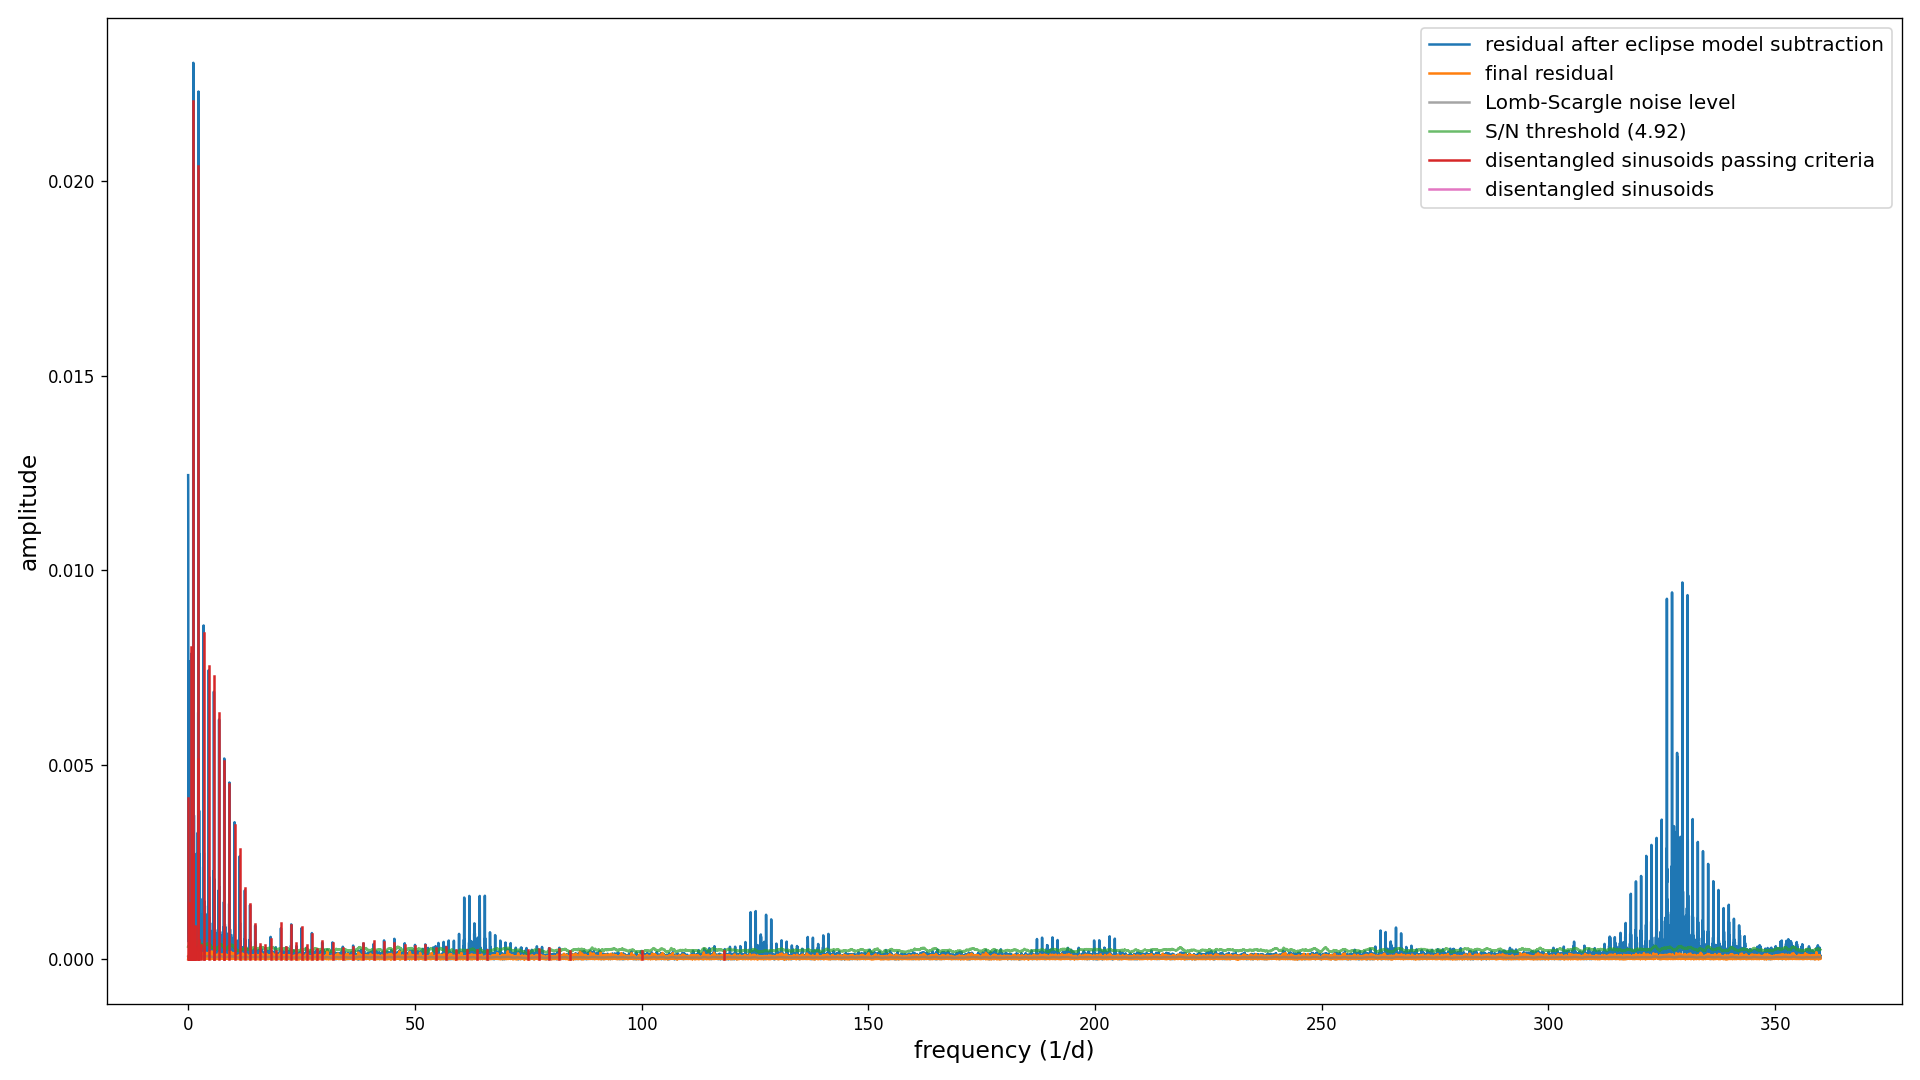 residual after eclipse model subtraction
final residual
Lomb-Scargle noise level
S/N threshold (4.92)
disentangled sinusoids passing criteria
disentangled sinusoids
amplitude
0.020
0.015
0.010
0.005
0.000
0 50 100 150 200 250 300 350
frequency (1/d)